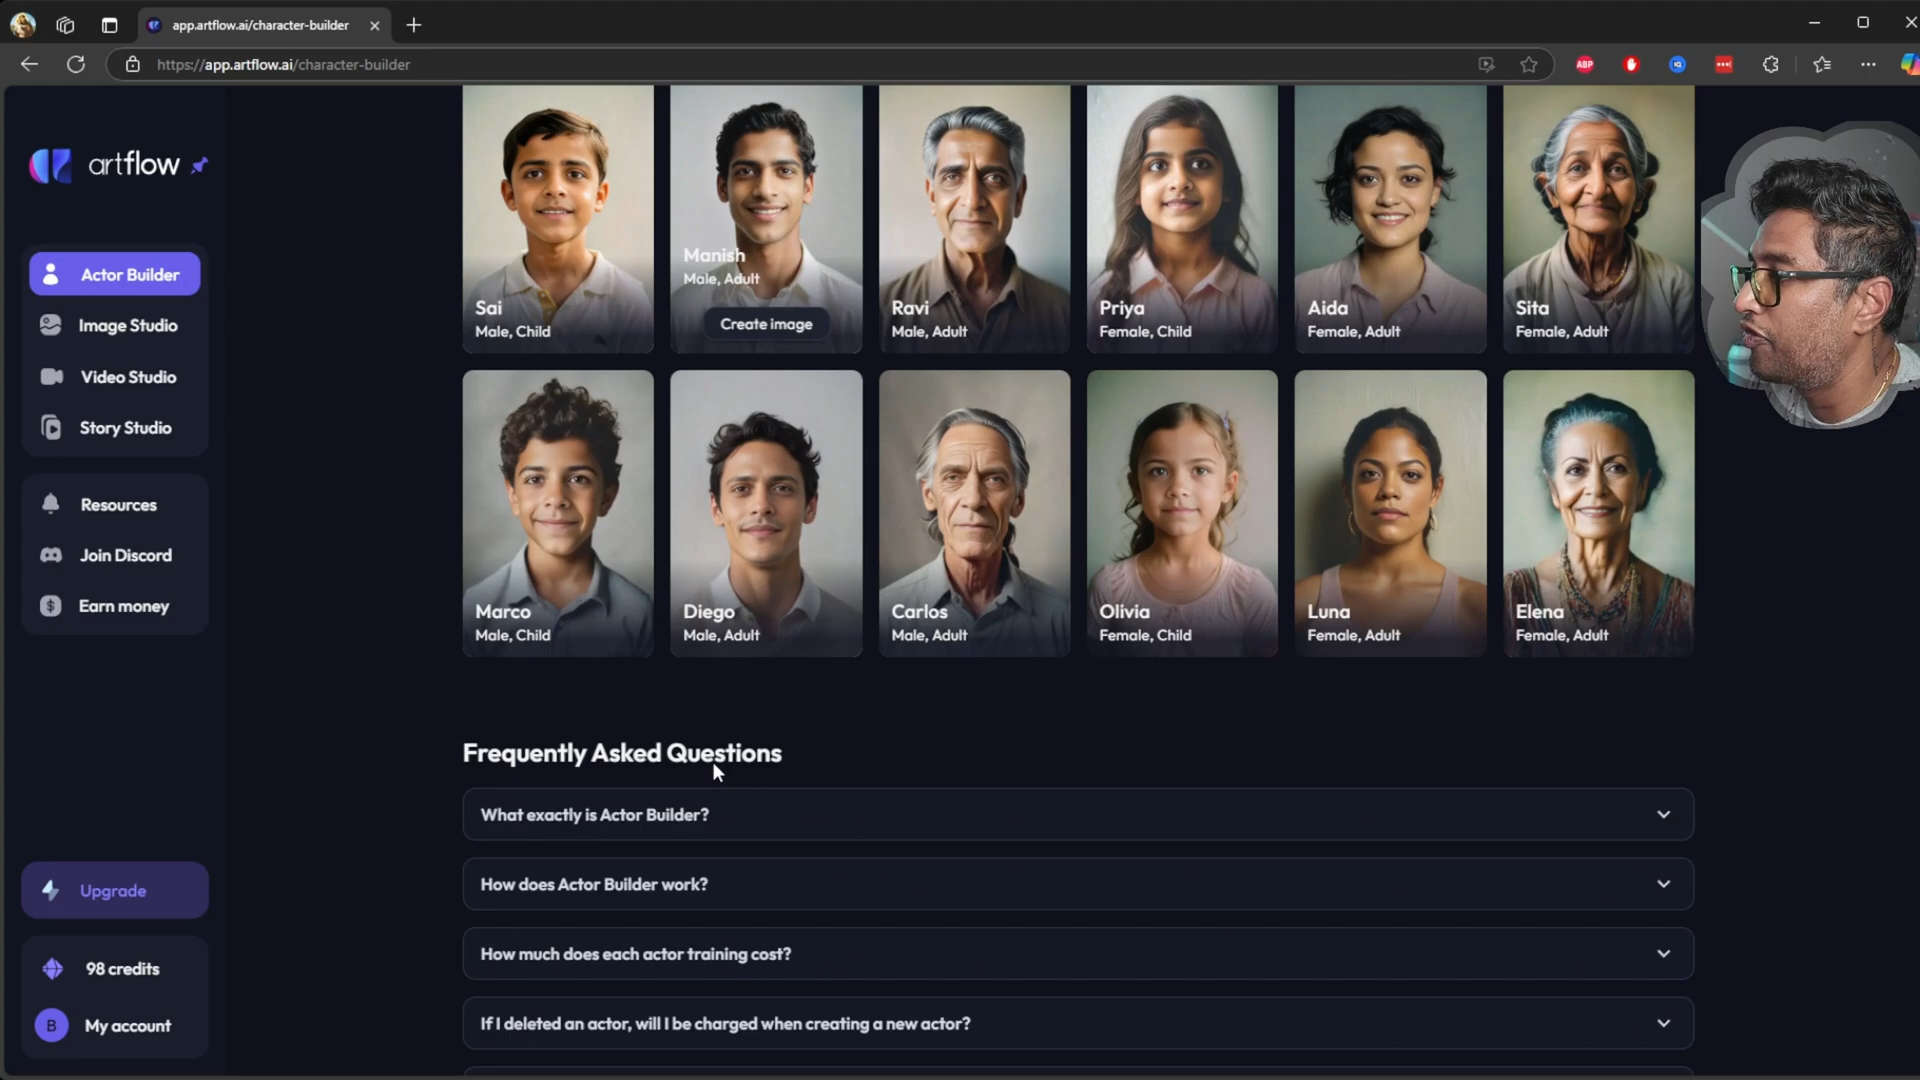 app.artflow.ai/character-builder
https://app.artflow.ai/character-builder
ABP
artflow
Actor Builder
Image Studio
Video Studio
Story Studio
Resources
Join Discord
Earn money
Upgrade
98 credits
B
My account
Sai
Male, Child
Manish
Male, Adult
Create image
Ravi
Male, Adult
Priya
Female, Child
Aida
Female, Adult
Sita
Female, Adult
Marco
Male, Child
Diego
Male, Adult
Carlos
Male, Adult
Olivia
Female, Child
Luna
Female, Adult
Elena
Female, Adult
Frequently Asked Questions
What exactly is Actor Builder?
How does Actor Builder work?
How much does each actor training cost?
If I deleted an actor, will I be charged when creating a new actor?